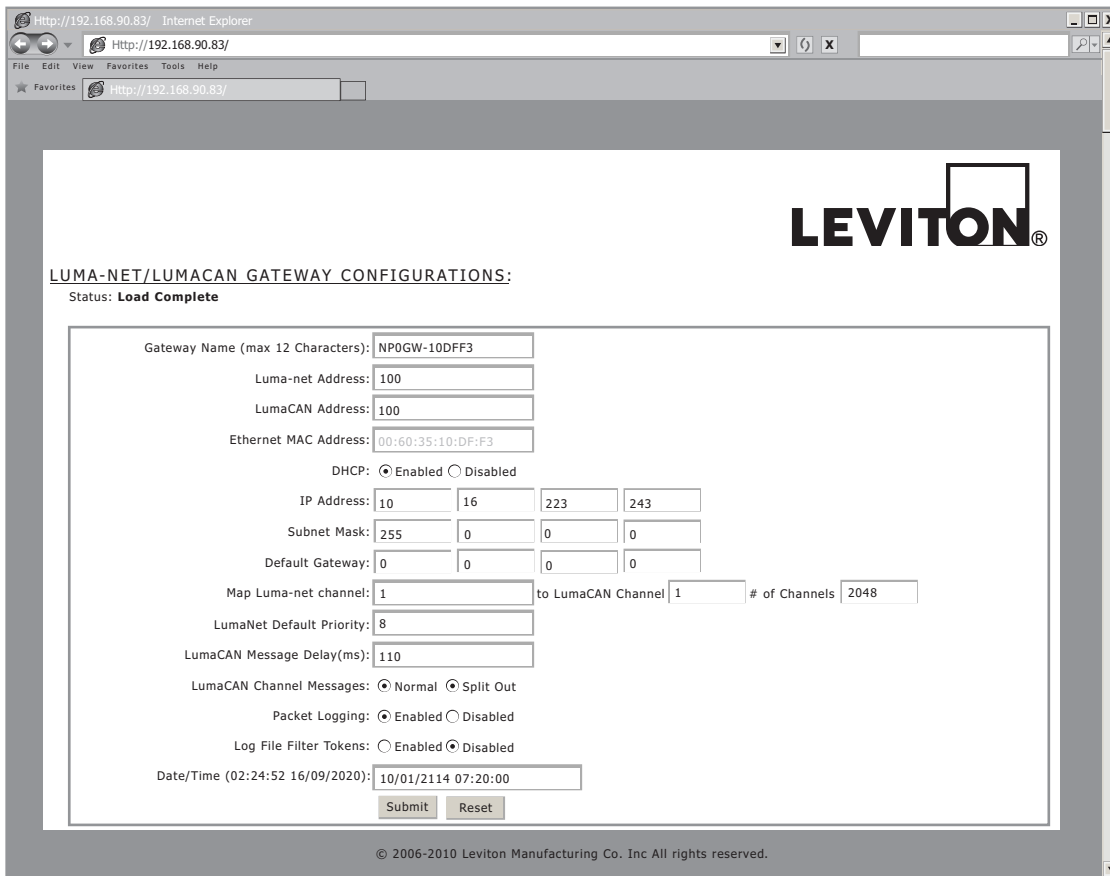 Http://192.168.90.83/ Internet Explorer
Http://192.168.90.83/
X
File Edit View Favorites Tools Help
Favorites Http://192.168.90.83/
LEVITON®
LUMA-NET/LUMACAN GATEWAY CONFIGURATIONS:
Status: Load Complete
Gateway Name (max 12 Characters): NP0GW-10DFF3
Luma-net Address: 100
LumaCAN Address: 100
Ethernet MAC Address: 00:60:35:10:DF:F3
DHCP: Enabled Disabled
IP Address: 10 16 223 243
Subnet Mask: 255 0 0 0
Default Gateway: 0 0 0 0
Map Luma-net channel: 1 to LumaCAN Channel 1 # of Channels 2048
LumaNet Default Priority: 8
LumaCAN Message Delay(ms): 110
LumaCAN Channel Messages: Normal Split Out
Packet Logging: Enabled Disabled
Log File Filter Tokens: Enabled Disabled
Date/Time (02:24:52 16/09/2020): 10/01/2114 07:20:00
Submit Reset
© 2006-2010 Leviton Manufacturing Co. Inc All rights reserved.